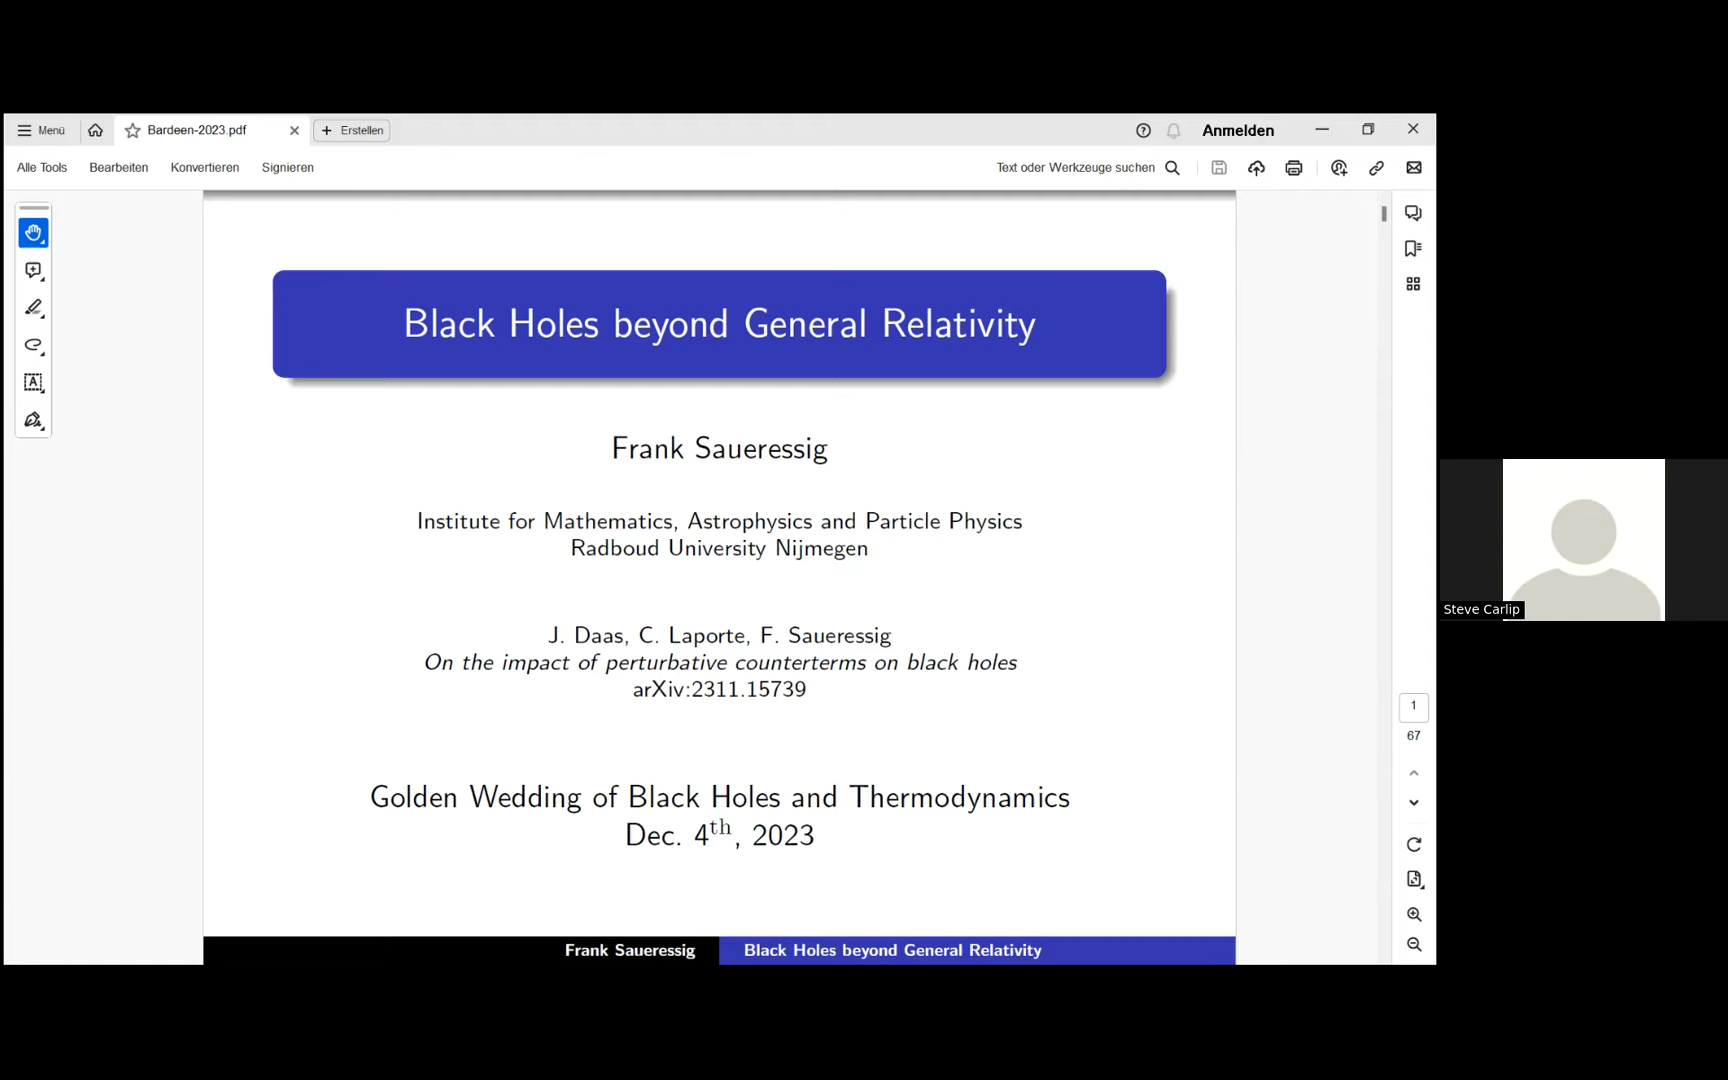 Menü
Bardeen-2023.pdf
Erstellen
Anmelden
Alle Tools
Bearbeiten
Konvertieren
Signieren
Text oder Werkzeuge suchen
Black Holes beyond General Relativity
Frank Saueressig
Institute for Mathematics, Astrophysics and Particle Physics
Radboud University Nijmegen
J. Daas, C. Laporte, F. Saueressig
On the impact of perturbative counterterms on black holes
arXiv:2311.15739
Golden Wedding of Black Holes and Thermodynamics
Dec. 4th, 2023
Frank Saueressig
Black Holes beyond General Relativity
1
67
Steve Carlip